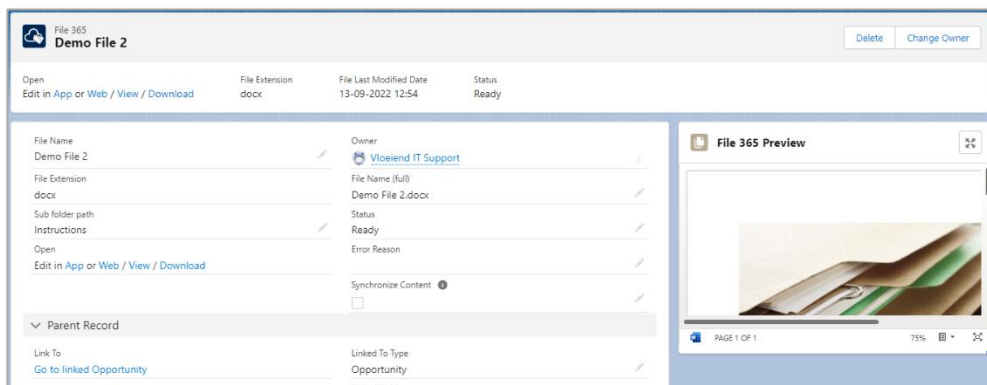 File 365
Demo File 2
Delete
Change Owner
Open
Edit in App or Web / View / Download
File Extension
docx
File Last Modified Date
13-09-2022 12:54
Status
Ready
File Name
Demo File 2
File Extension
docx
Sub folder path
Instructions
Open
Edit in App or Web / View / Download
Owner
Vloeiend IT Support
File Name (full)
Demo File 2.docx
Status
Ready
Error Reason
Synchronize Content
Parent Record
Link To
Go to linked Opportunity
Linked To Type
Opportunity
File 365 Preview
PAGE 1 OF 1
75%